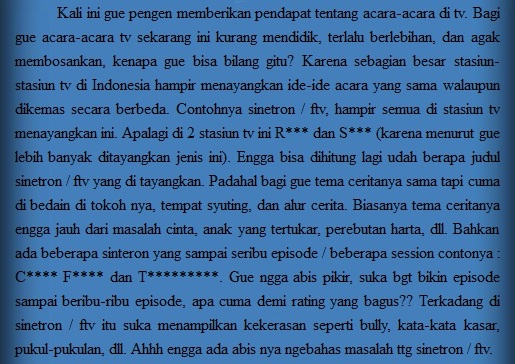 Kali ini gue pengen memberikan pendapat tentang acara-acara di tv. Bagi
gue acara-acara tv sekarang ini kurang mendidik, terlalu berlebihan, dan agak
membosankan, kenapa gue bisa bilang gitu? Karena sebagian besar stasiun-
stasiun tv di Indonesia hampir menayangkan ide-ide acara yang sama walaupun
dikemas secara berbeda. Contohnya sinetron / ftv, hampir semua di stasiun tv
menayangkan ini. Apalagi di 2 stasiun tv ini R*** dan S*** (karena menurut gue
lebih banyak ditayangkan jenis ini). Engga bisa dihitung lagi udah berapa judul
sinetron / ftv yang di tayangkan. Padahal bagi gue tema ceritanya sama tapi cuma
di bedain di tokoh nya, tempat syuting, dan alur cerita. Biasanya tema ceritanya
engga jauh dari masalah cinta, anak yang tertukar, perebutan harta, dll. Bahkan
ada beberapa sinteron yang sampai seribu episode / beberapa session contonya :
C**** F**** dan T*********. Gue ngga abis pikir, suka bgt bikin episode
sampai beribu-ribu episode, apa cuma demi rating yang bagus?? Terkadang di
sinetron / ftv itu suka menampilkan kekerasan seperti bully, kata-kata kasar,
pukul-pukulan, dll. Ahhh engga ada abis nya ngebahas masalah ttg sinetron / ftv.